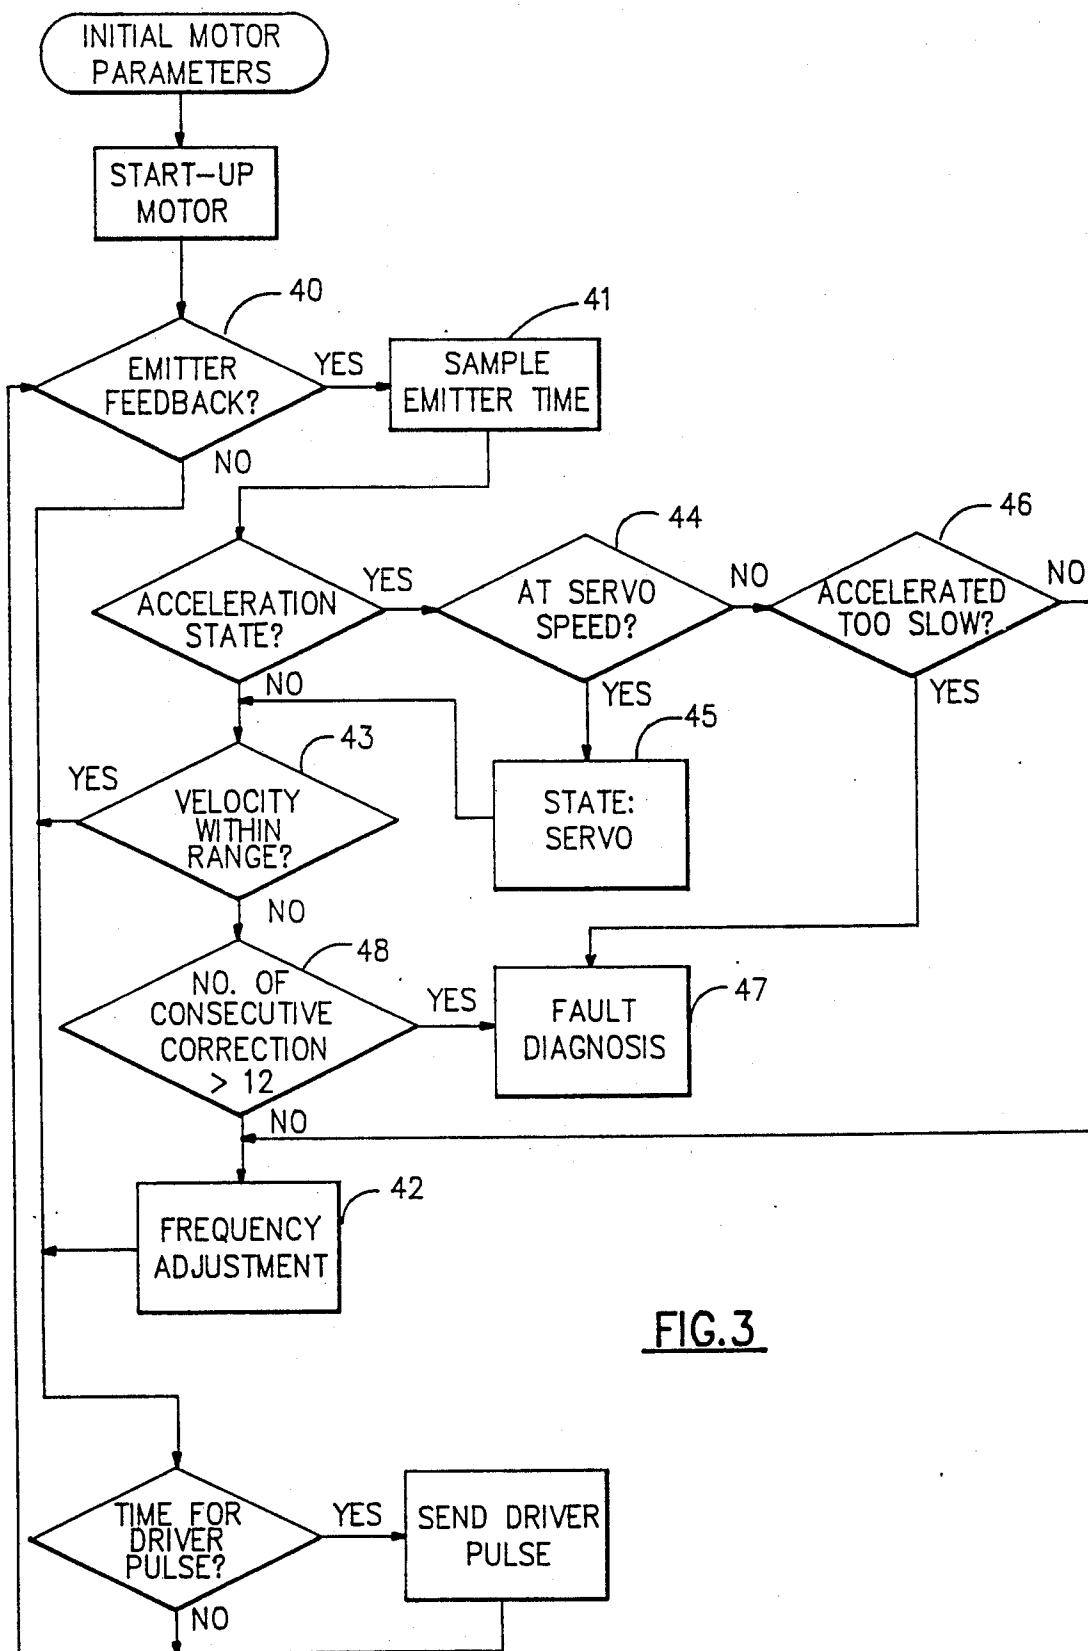 INITIAL MOTOR
PARAMETERS
START-UP
MOTOR
40
EMITTER
FEEDBACK?
YES
NO
41
SAMPLE
EMITTER TIME
ACCELERATION
STATE?
YES
NO
44
AT SERVO
SPEED?
NO
YES
46
ACCELERATED
TOO SLOW?
NO
YES
45
STATE:
SERVO
43
YES
VELOCITY
WITHIN
RANGE?
NO
48
NO. OF
CONSECUTIVE
CORRECTION
> 12
YES
NO
47
FAULT
DIAGNOSIS
42
FREQUENCY
ADJUSTMENT
FIG.3
TIME FOR
DRIVER
PULSE?
YES
NO
SEND DRIVER
PULSE